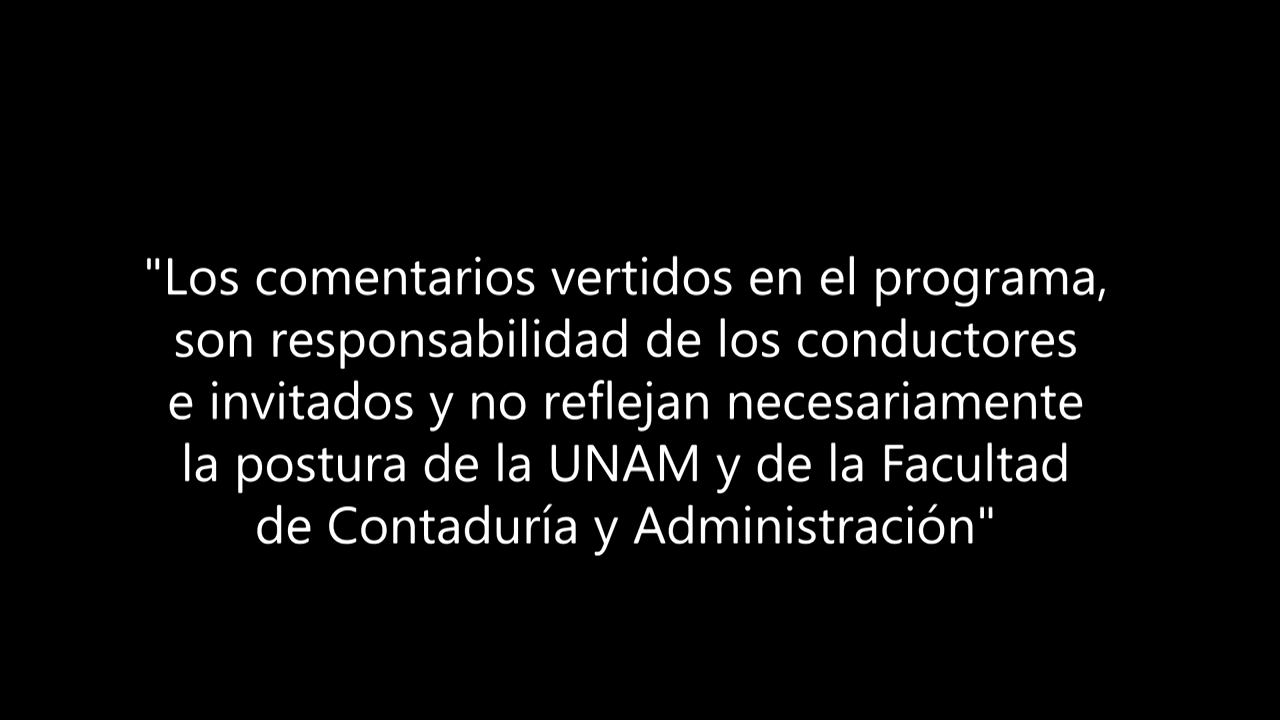 "Los comentarios vertidos en el programa,
son responsabilidad de los conductores
e invitados y no reflejan necesariamente
la postura de la UNAM y de la Facultad
de Contaduría y Administración"